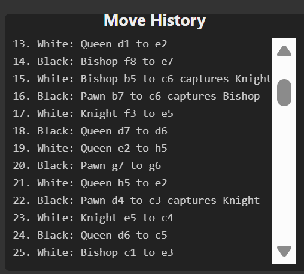 Move History
13. White: Queen d1 to e2
14. Black: Bishop f8 to e7
15. White: Bishop b5 to c6 captures Knight
16. Black: Pawn b7 to c6 captures Bishop
17. White: Knight f3 to e5
18. Black: Queen d7 to d6
19. White: Queen e2 to h5
20. Black: Pawn g7 to g6
21. White: Queen h5 to e2
22. Black: Pawn d4 to e3 captures Knight
23. White: Knight e5 to c4
24. Black: Queen d6 to c5
25. White: Bishop c1 to e3